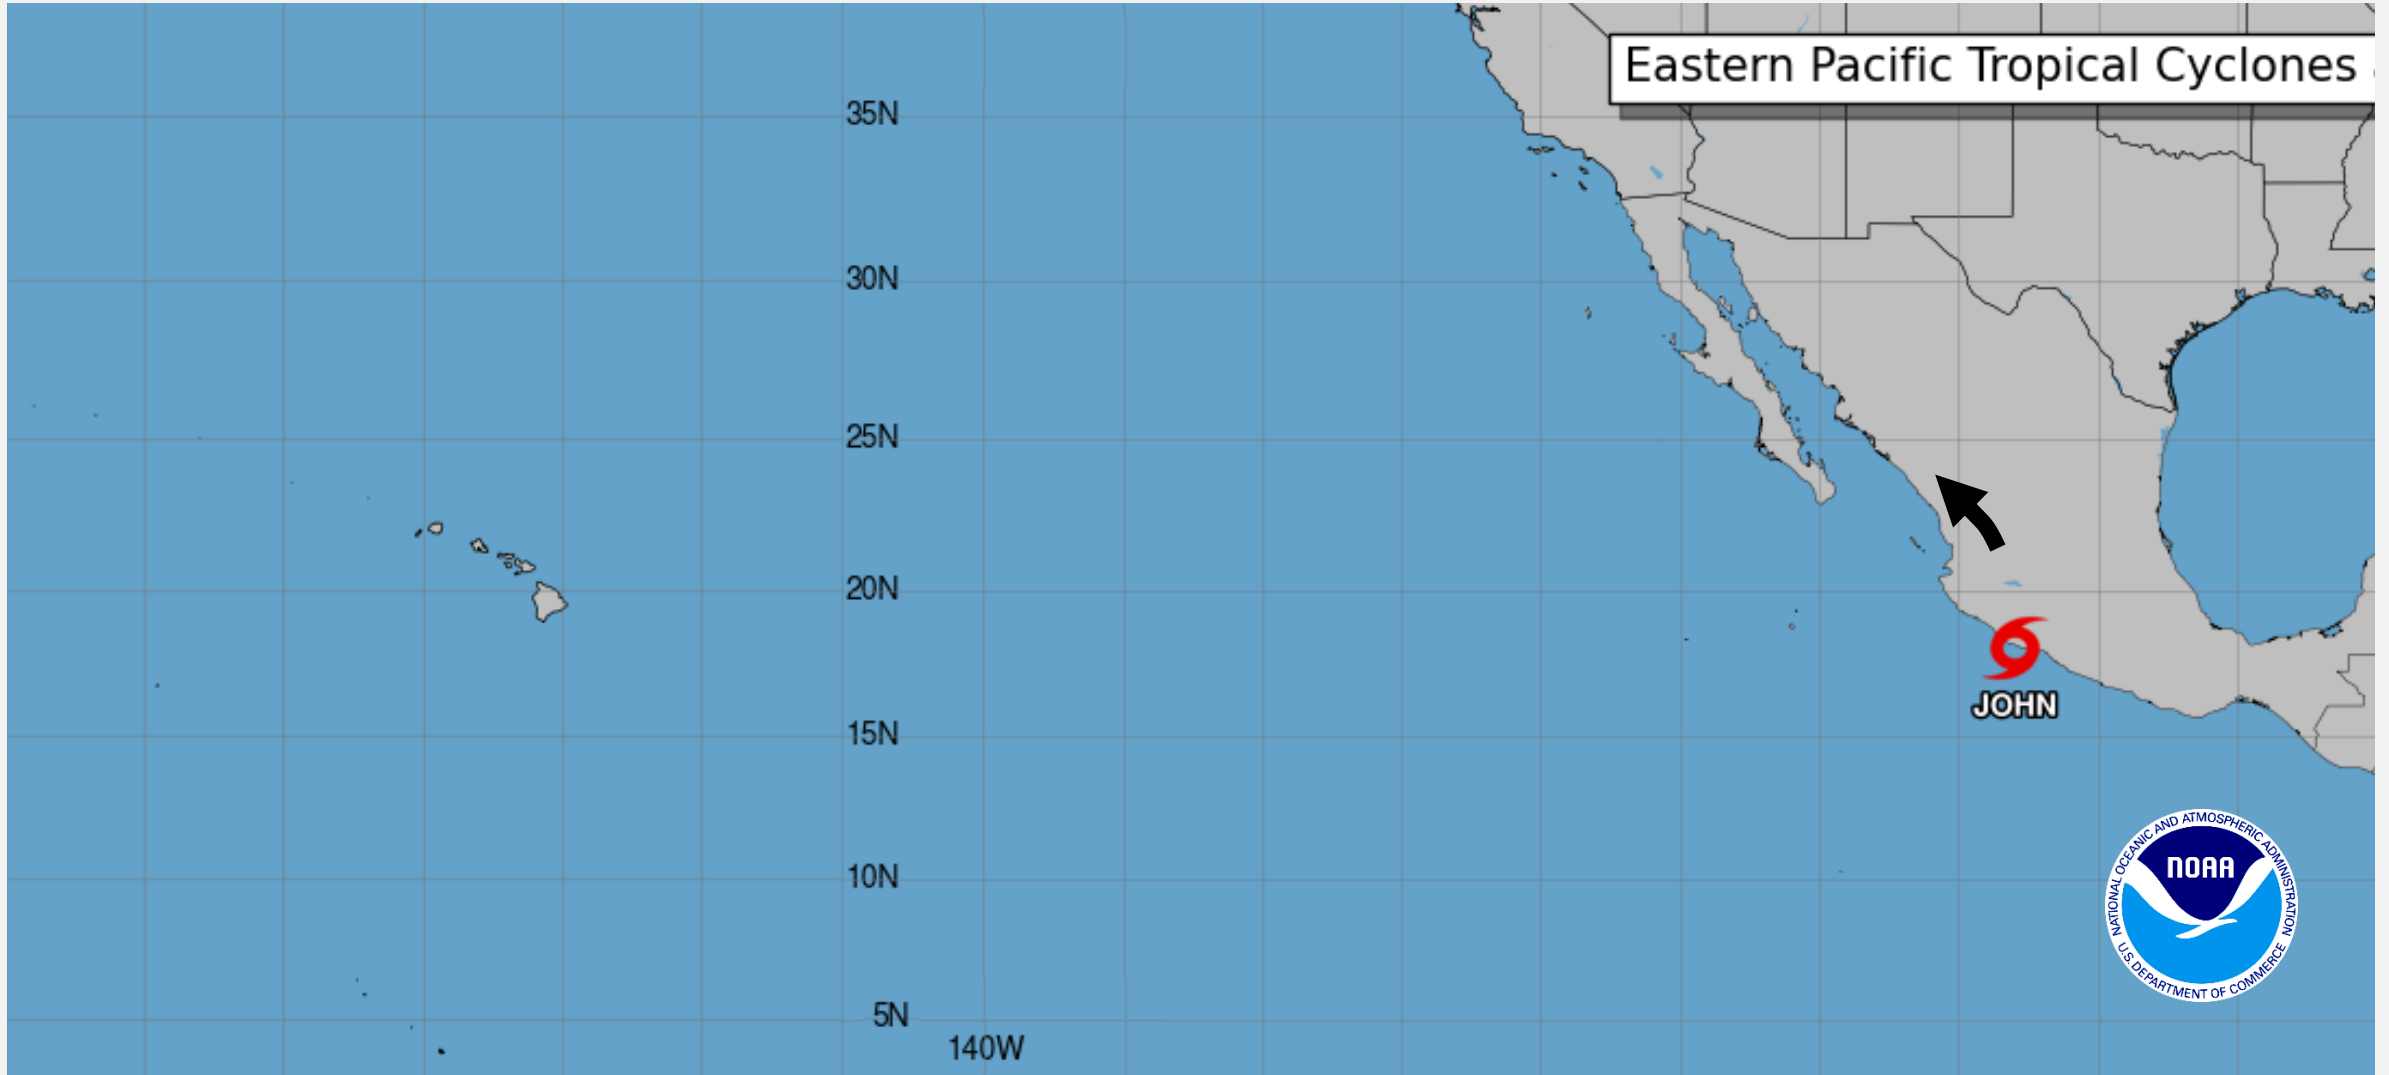 Eastern Pacific Tropical Cyclones
35N
30N
25N
20N
15N
10N
5N
140W
JOHN
NATIONAL OCEANIC AND ATMOSPHERIC ADMINISTRATION
NOAA
U.S. DEPARTMENT OF COMMERCE